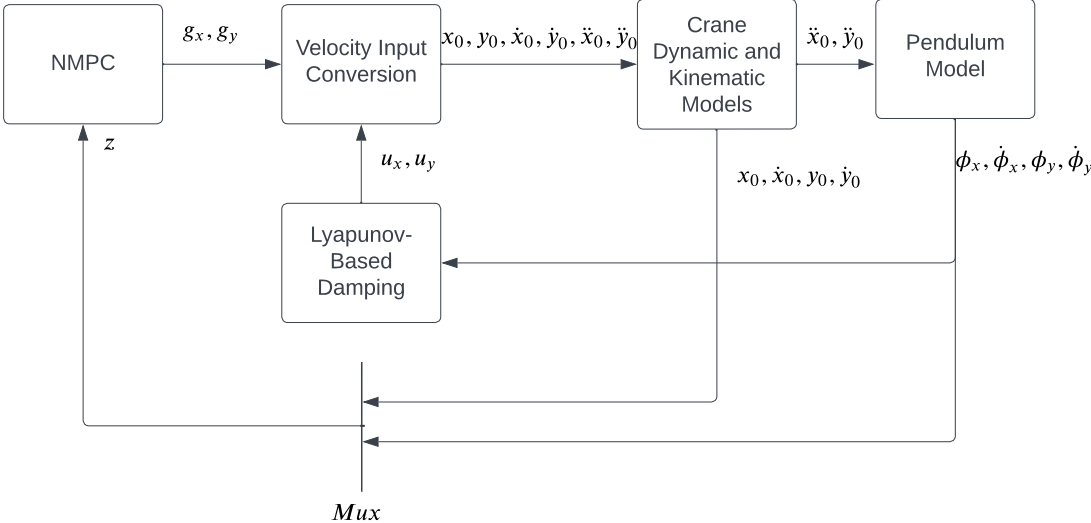 NMPC
g_x, g_y
Velocity Input
Conversion
x_0, y_0, ẋ_0, ẏ_0, ẍ_0, ÿ_0
Crane
Dynamic and
Kinematic
Models
ẍ_0, ÿ_0
Pendulum
Model
z
u_x, u_y
x_0, ẋ_0, y_0, ẏ_0
ϕ_x, ϕ̇_x, ϕ_y, ϕ̇_y
Lyapunov-
Based
Damping
Mux